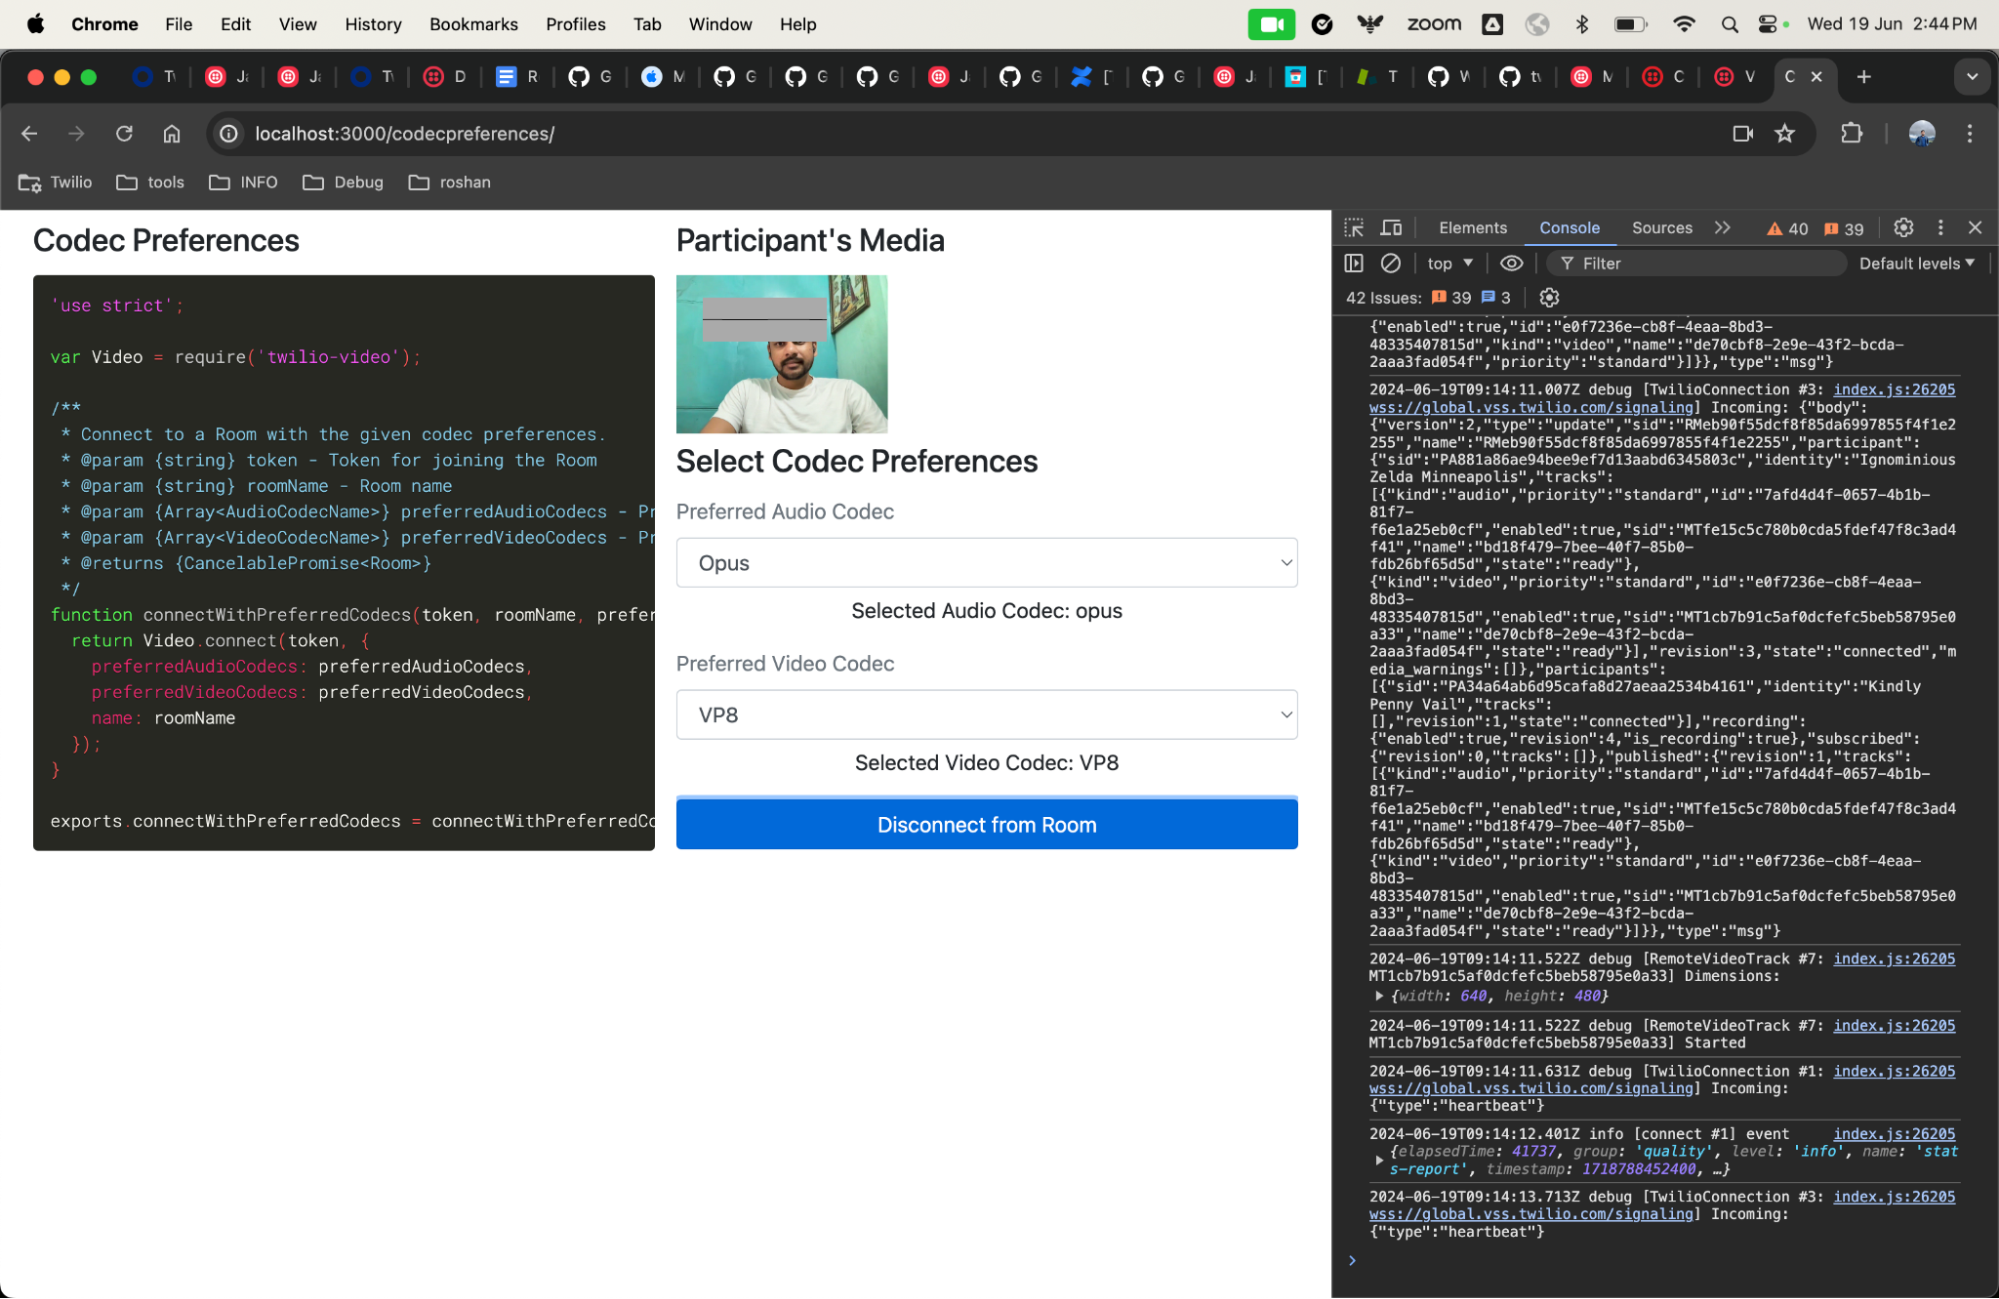 Chrome File Edit View History Bookmarks Profiles Tab Window Help zoom Wed 19 Jun 2:44 PM
D R G M G G G J G [ G J [ T W tv M C V C
localhost:3000/codecpreferences/
Twilio tools INFO Debug roshan
Codec Preferences
'use strict';
var Video = require('twilio-video');
/**
* Connect to a Room with the given codec preferences.
* @param {string} token - Token for joining the Room
* @param {string} roomName - Room name
* @param {Array<AudioCodecName>} preferredAudioCodecs - Pr
* @param {Array<VideoCodecName>} preferredVideoCodecs - Pr
* @returns {CancelablePromise<Room>}
*/
function connectWithPreferredCodecs(token, roomName, prefer
return Video.connect(token, {
preferredAudioCodecs: preferredAudioCodecs,
preferredVideoCodecs: preferredVideoCodecs,
name: roomName
});
}
exports.connectWithPreferredCodecs = connectWithPreferredCo
Participant's Media
Select Codec Preferences
Preferred Audio Codec
Opus
Selected Audio Codec: opus
Preferred Video Codec
VP8
Selected Video Codec: VP8
Disconnect from Room
Elements Console Sources 40 39
top Filter Default levels
42 Issues: 39 3
{"enabled":true,"id":"e0f7236e-cb8f-4eaa-8bd3-
48335407815d","kind":"video","name":"de70cbf8-2e9e-43f2-bcda-
2aaa3fad054f","priority":"standard"}]}},"type":"msg"}
2024-06-19T09:14:11.007Z debug [TwilioConnection #3: index.js:26205
wss://global.vss.twilio.com/signaling] Incoming: {"body":
{"version":2,"type":"update","sid":"RMeb90f55dcf8f85da6997855f4f1e2
255","name":"RMeb90f55dcf8f85da6997855f4f1e2255","participant":
{"sid":"PA881a86ae94bee9ef7d13aabd6345803c","identity":"Ignominious
Zelda Minneapolis","tracks":
[{"kind":"audio","priority":"standard","id":"7afd4d4f-0657-4b1b-
81f7-
f6e1a25eb0cf","enabled":true,"sid":"MTfe15c5c780b0cda5fdef47f8c3ad4
f41","name":"bd18f479-7bee-40f7-85b0-
fdb26bf65d5d","state":"ready"},
{"kind":"video","priority":"standard","id":"e0f7236e-cb8f-4eaa-
8bd3-
48335407815d","enabled":true,"sid":"MT1cb7b91c5af0dcfefc5beb58795e0
a33","name":"de70cbf8-2e9e-43f2-bcda-
2aaa3fad054f","state":"ready"}],"revision":3,"state":"connected","m
edia_warnings":[]},"participants":
[{"sid":"PA34a64ab6d95cafa8d27aeaa2534b4161","identity":"Kindly
Penny Vail","tracks":
[],"revision":1,"state":"connected"}],"recording":
{"enabled":true,"revision":4,"is_recording":true},"subscribed":
{"revision":0,"tracks":[]},"published":{"revision":1,"tracks":
[{"kind":"audio","priority":"standard","id":"7afd4d4f-0657-4b1b-
81f7-
f6e1a25eb0cf","enabled":true,"sid":"MTfe15c5c780b0cda5fdef47f8c3ad4
f41","name":"bd18f479-7bee-40f7-85b0-
fdb26bf65d5d","state":"ready"},
{"kind":"video","priority":"standard","id":"e0f7236e-cb8f-4eaa-
8bd3-
48335407815d","enabled":true,"sid":"MT1cb7b91c5af0dcfefc5beb58795e0
a33","name":"de70cbf8-2e9e-43f2-bcda-
2aaa3fad054f","state":"ready"}]}},"type":"msg"}
2024-06-19T09:14:11.522Z debug [RemoteVideoTrack #7: index.js:26205
MT1cb7b91c5af0dcfefc5beb58795e0a33] Dimensions:
{width: 640, height: 480}
2024-06-19T09:14:11.522Z debug [RemoteVideoTrack #7: index.js:26205
MT1cb7b91c5af0dcfefc5beb58795e0a33] Started
2024-06-19T09:14:11.631Z debug [TwilioConnection #1: index.js:26205
wss://global.vss.twilio.com/signaling] Incoming:
{"type":"heartbeat"}
2024-06-19T09:14:12.401Z info [connect #1] event index.js:26205
{elapsedTime: 41737, group: 'quality', level: 'info', name: 'stat
s-report', timestamp: 1718788452400, …}
2024-06-19T09:14:13.713Z debug [TwilioConnection #3: index.js:26205
wss://global.vss.twilio.com/signaling] Incoming:
{"type":"heartbeat"}